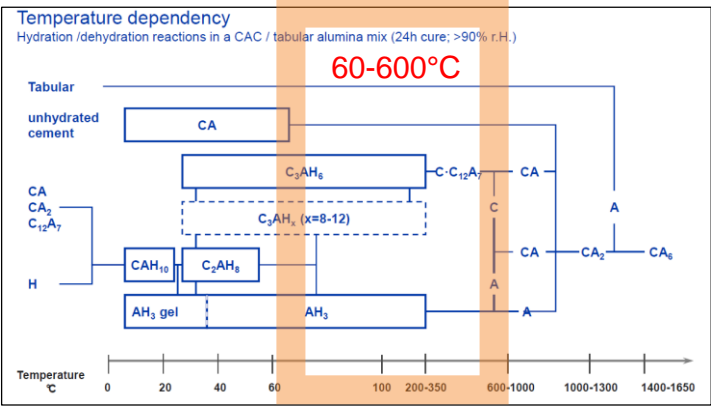 Temperature dependency
Hydration /dehydration reactions in a CAC / tabular alumina mix (24h cure; >90% r.H.)
60-600°C
Tabular
unhydrated
cement
CA
C₃AH₆
C·C₁₂A₇
CA
CA
CA₂
C₁₂A₇
C₃AHₓ (x=8-12)
C
A
H
CAH₁₀
C₂AH₈
CA
CA₂
CA₆
A
AH₃ gel
AH₃
A
Temperature
°C
0 20 40 60 100 200-350 600-1000 1000-1300 1400-1650